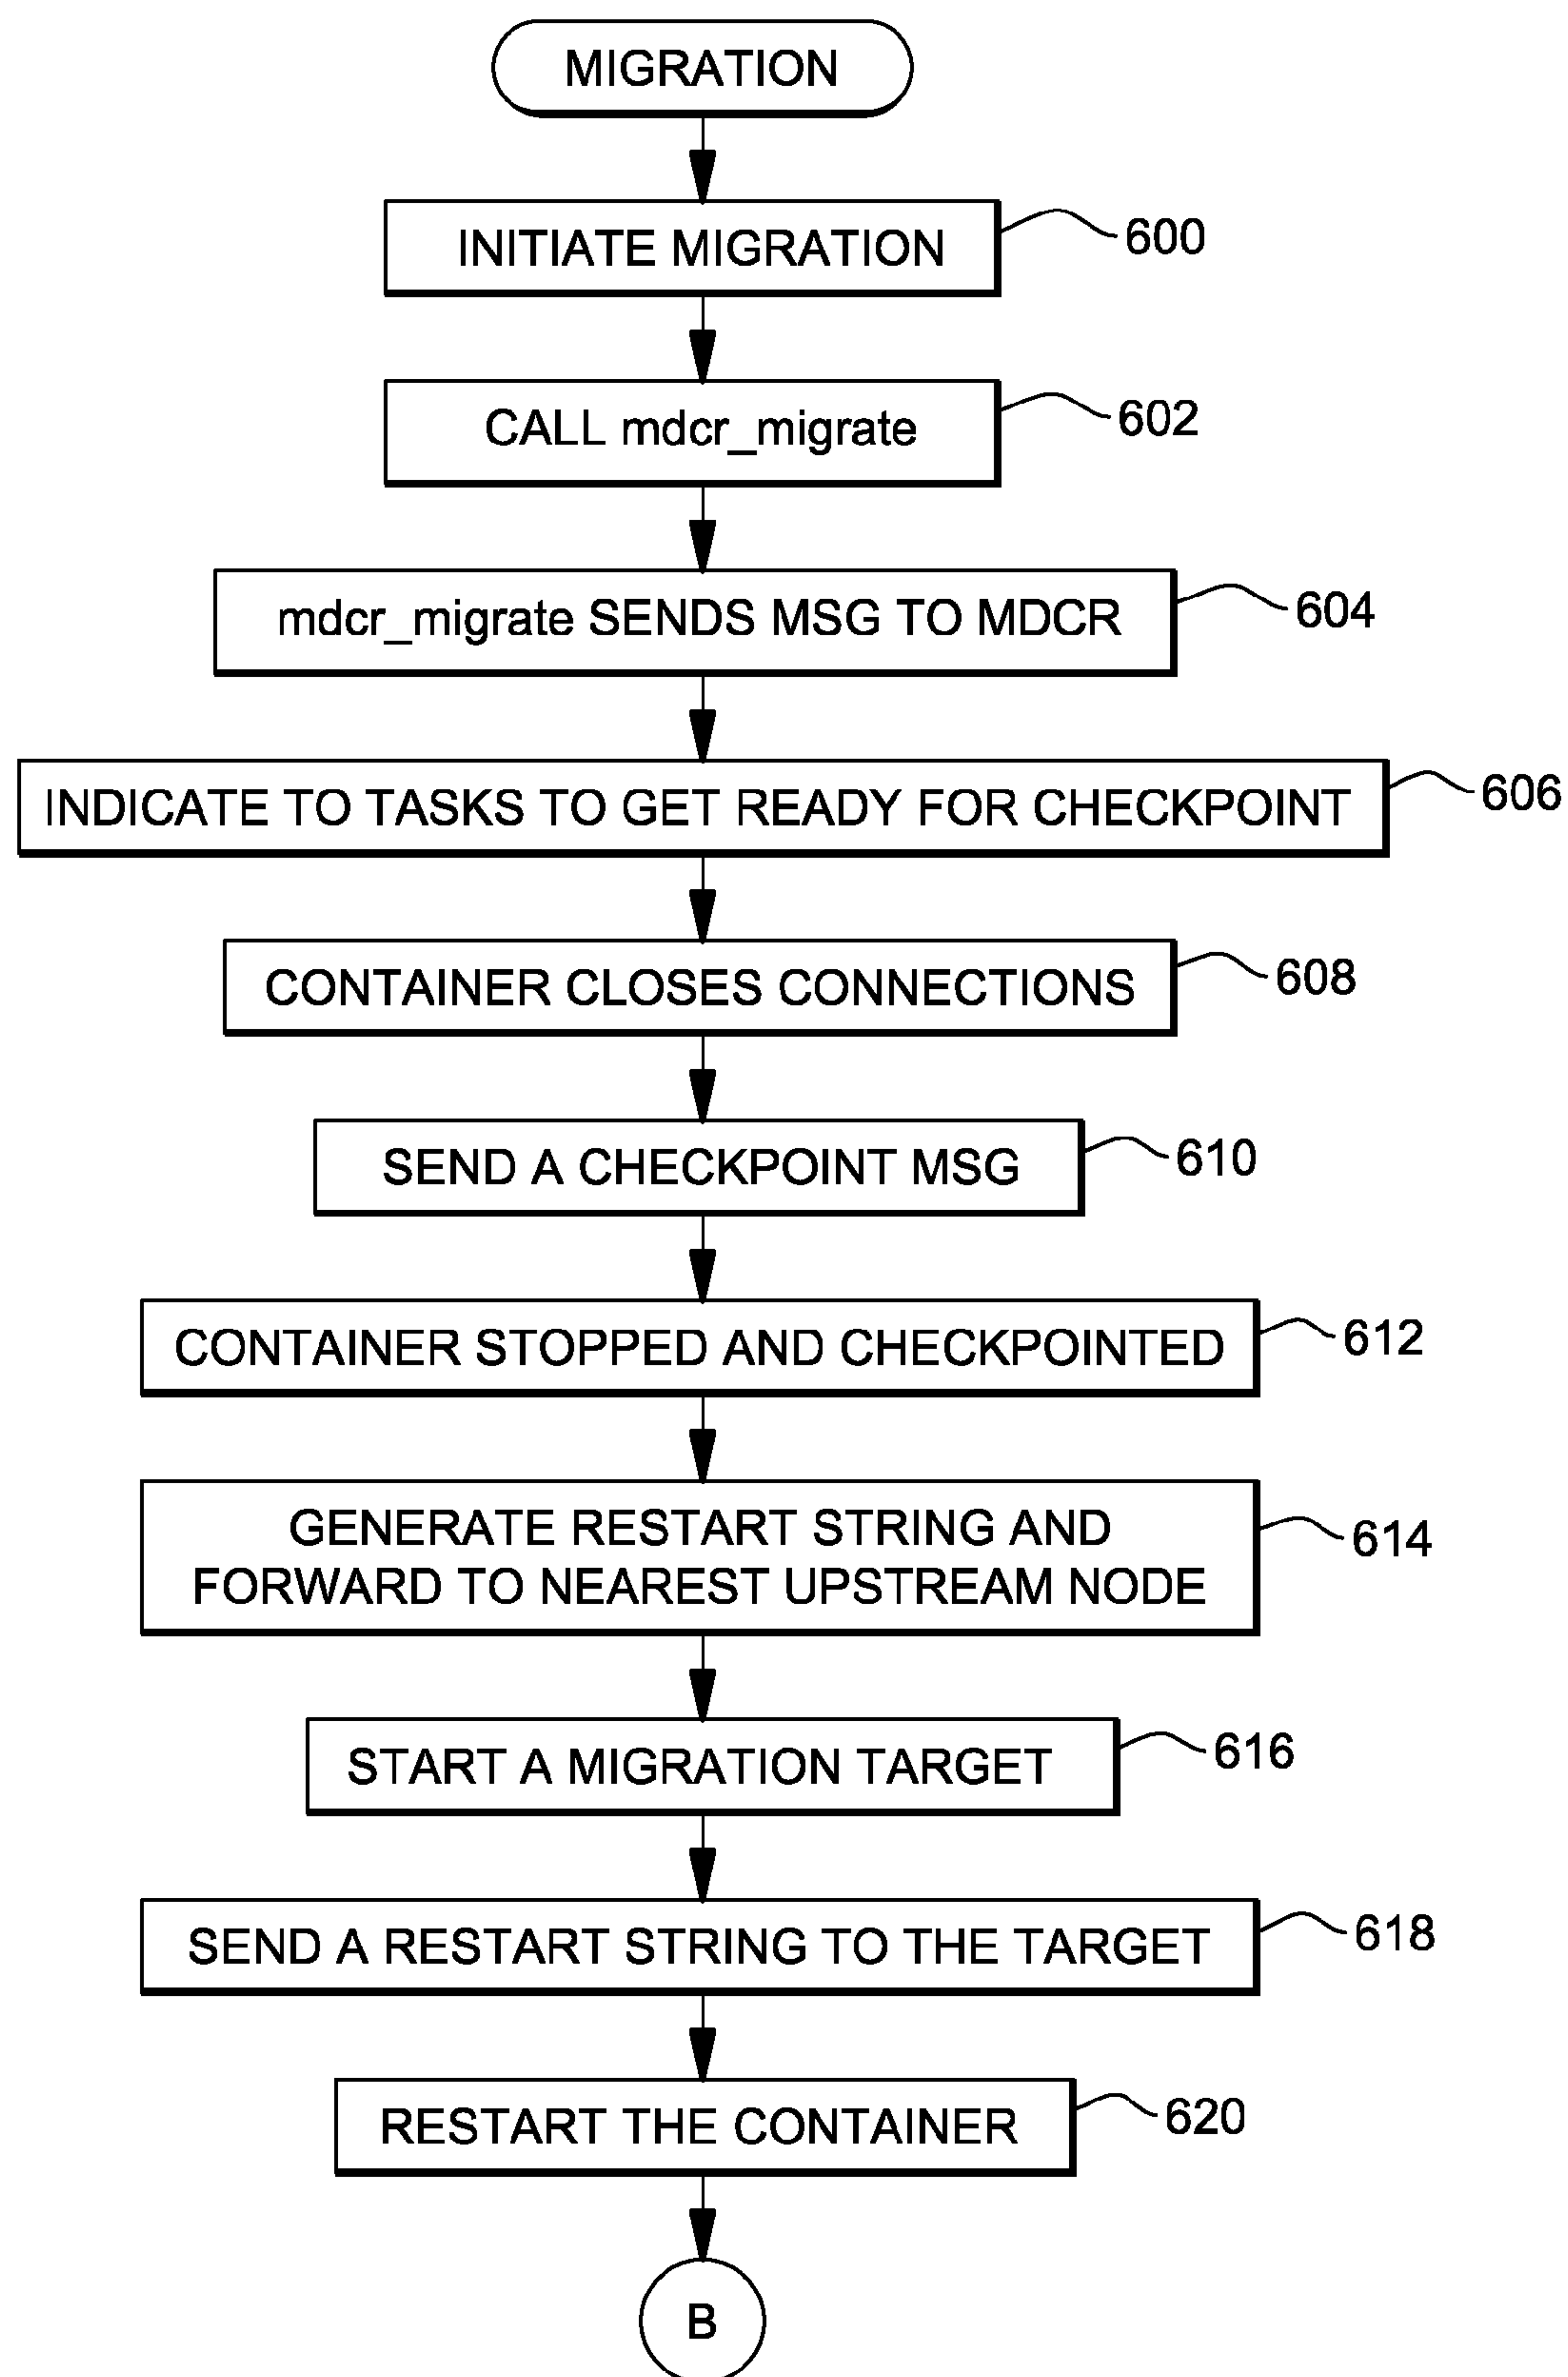 MIGRATION
INITIATE MIGRATION
600
CALL mdcr_migrate
602
mdcr_migrate SENDS MSG TO MDCR
604
INDICATE TO TASKS TO GET READY FOR CHECKPOINT
606
CONTAINER CLOSES CONNECTIONS
608
SEND A CHECKPOINT MSG
610
CONTAINER STOPPED AND CHECKPOINTED
612
GENERATE RESTART STRING AND
FORWARD TO NEAREST UPSTREAM NODE
614
START A MIGRATION TARGET
616
SEND A RESTART STRING TO THE TARGET
618
RESTART THE CONTAINER
620
B